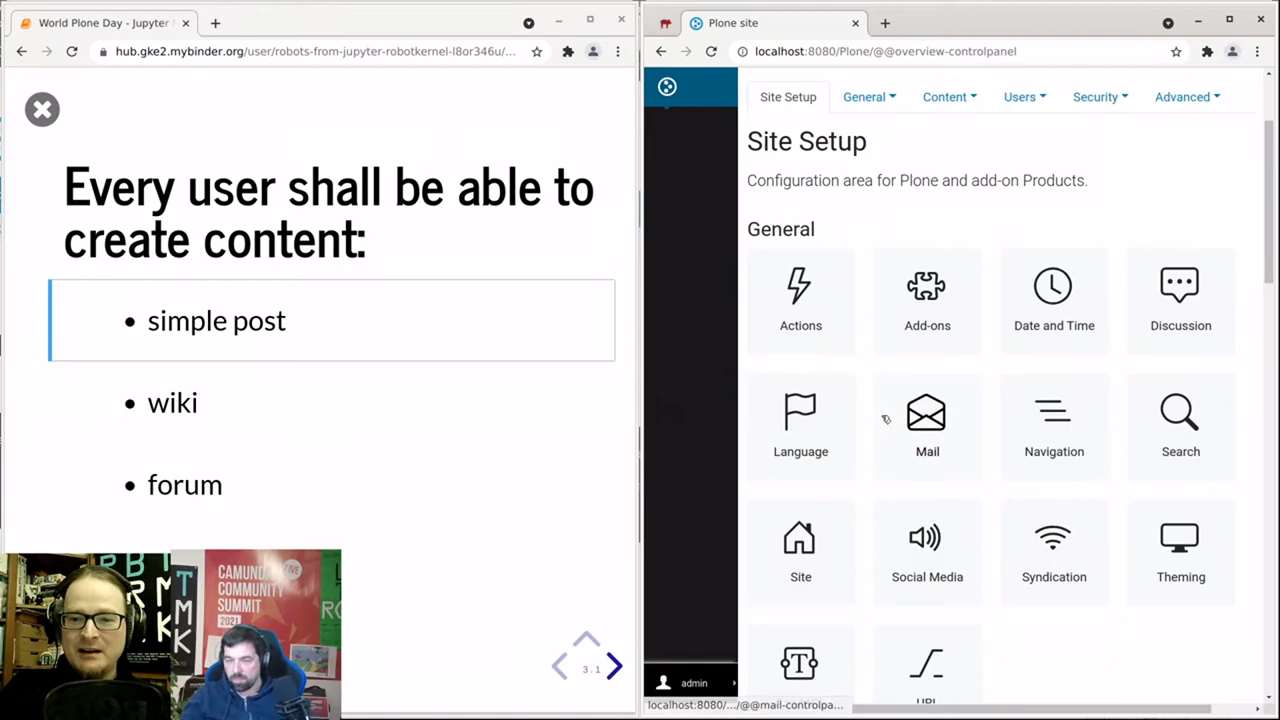 World Plone Day - Jupyter
hub.gke2.mybinder.org/user/robots-from-jupyter-robotkernel-l8or346u/...
Every user shall be able to
create content:
• simple post
• wiki
• forum
3.1
CAMUNDA
LIVE
COMMUNITY
SUMMIT
2021
TMK
Plone site
localhost:8080/Plone/@@overview-controlpanel
Site Setup
General
Content
Users
Security
Advanced
Site Setup
Configuration area for Plone and add-on Products.
General
Actions
Add-ons
Date and Time
Discussion
Language
Mail
Navigation
Search
Site
Social Media
Syndication
Theming
admin
localhost:8080/.../@@mail-controlpa...